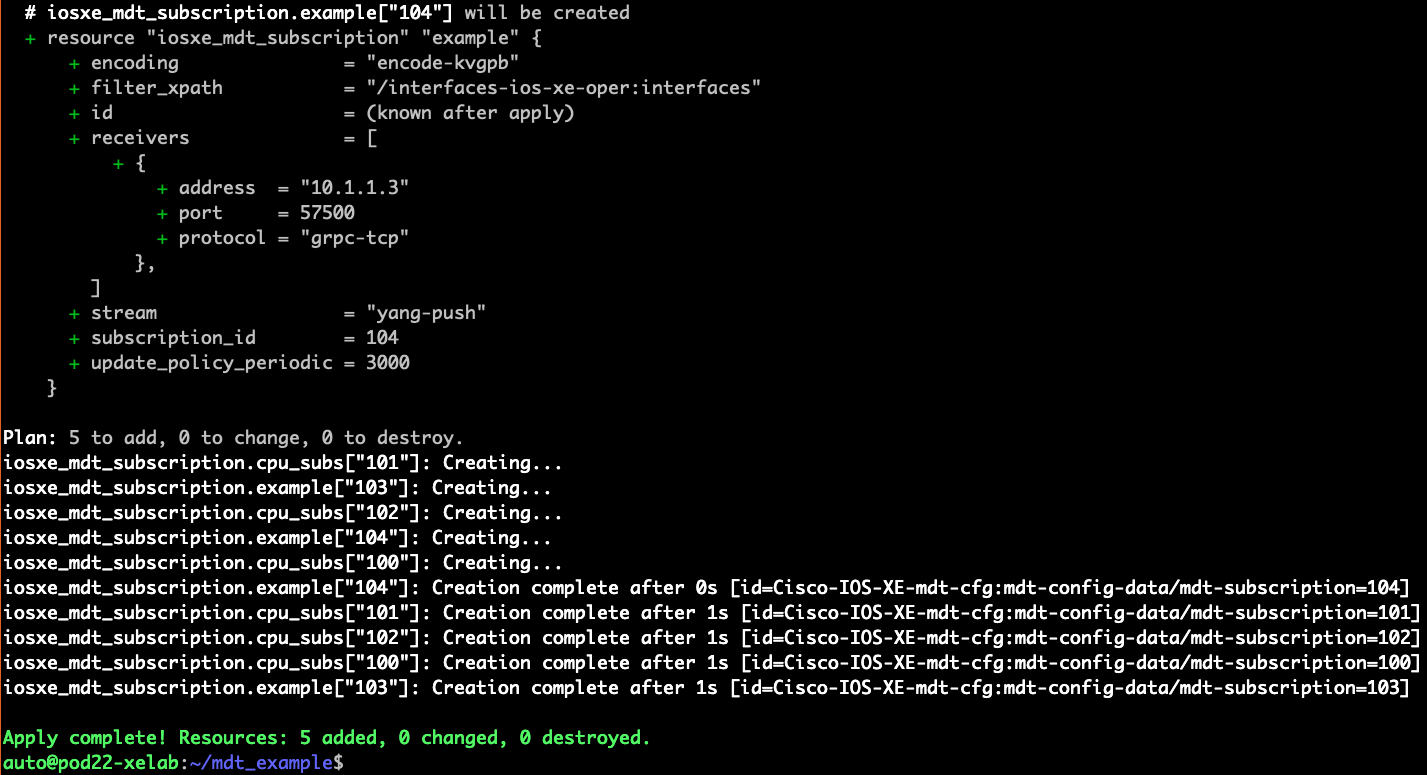 # iosxe_mdt_subscription.example["104"] will be created
+ resource "iosxe_mdt_subscription" "example" {
+ encoding = "encode-kvgpb"
+ filter_xpath = "/interfaces-ios-xe-oper:interfaces"
+ id = (known after apply)
+ receivers = [
+ {
+ address = "10.1.1.3"
+ port = 57500
+ protocol = "grpc-tcp"
},
]
+ stream = "yang-push"
+ subscription_id = 104
+ update_policy_periodic = 3000
}
Plan: 5 to add, 0 to change, 0 to destroy.
iosxe_mdt_subscription.cpu_subs["101"]: Creating...
iosxe_mdt_subscription.example["103"]: Creating...
iosxe_mdt_subscription.cpu_subs["102"]: Creating...
iosxe_mdt_subscription.example["104"]: Creating...
iosxe_mdt_subscription.cpu_subs["100"]: Creating...
iosxe_mdt_subscription.example["104"]: Creation complete after 0s [id=Cisco-IOS-XE-mdt-cfg:mdt-config-data/mdt-subscription=104]
iosxe_mdt_subscription.cpu_subs["101"]: Creation complete after 1s [id=Cisco-IOS-XE-mdt-cfg:mdt-config-data/mdt-subscription=101]
iosxe_mdt_subscription.cpu_subs["102"]: Creation complete after 1s [id=Cisco-IOS-XE-mdt-cfg:mdt-config-data/mdt-subscription=102]
iosxe_mdt_subscription.cpu_subs["100"]: Creation complete after 1s [id=Cisco-IOS-XE-mdt-cfg:mdt-config-data/mdt-subscription=100]
iosxe_mdt_subscription.example["103"]: Creation complete after 1s [id=Cisco-IOS-XE-mdt-cfg:mdt-config-data/mdt-subscription=103]
Apply complete! Resources: 5 added, 0 changed, 0 destroyed.
auto@pod22-xelab:~/mdt_example$